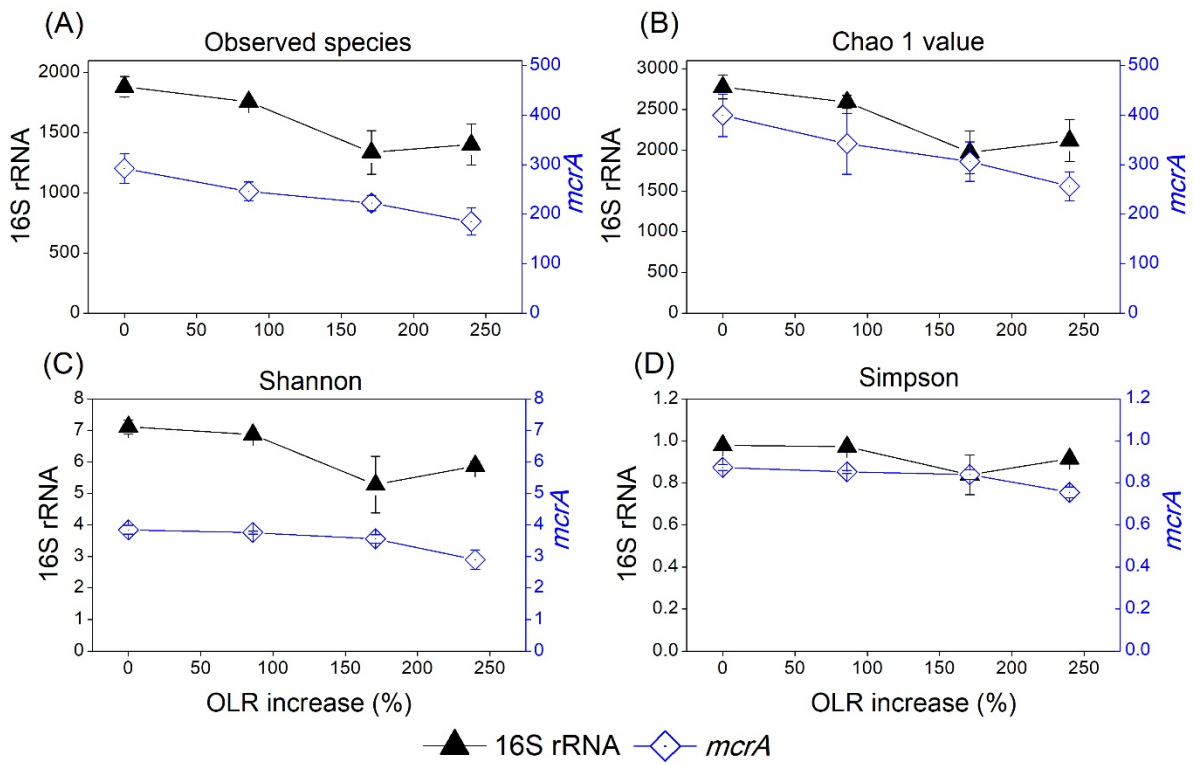 (A)
Observed species
2000
1500
1000
500
0
16S rRNA
500
400
300
200
100
0
mcrA
0 50 100 150 200 250
(B)
Chao 1 value
3000
2500
2000
1500
1000
500
0
16S rRNA
500
400
300
200
100
0
mcrA
0 50 100 150 200 250
(C)
Shannon
8
7
6
5
4
3
2
1
0
16S rRNA
8
7
6
5
4
3
2
1
0
mcrA
0 50 100 150 200 250
OLR increase (%)
(D)
Simpson
1.2
1.0
0.8
0.6
0.4
0.2
0.0
16S rRNA
1.2
1.0
0.8
0.6
0.4
0.2
0.0
mcrA
0 50 100 150 200 250
OLR increase (%)
16S rRNA mcrA